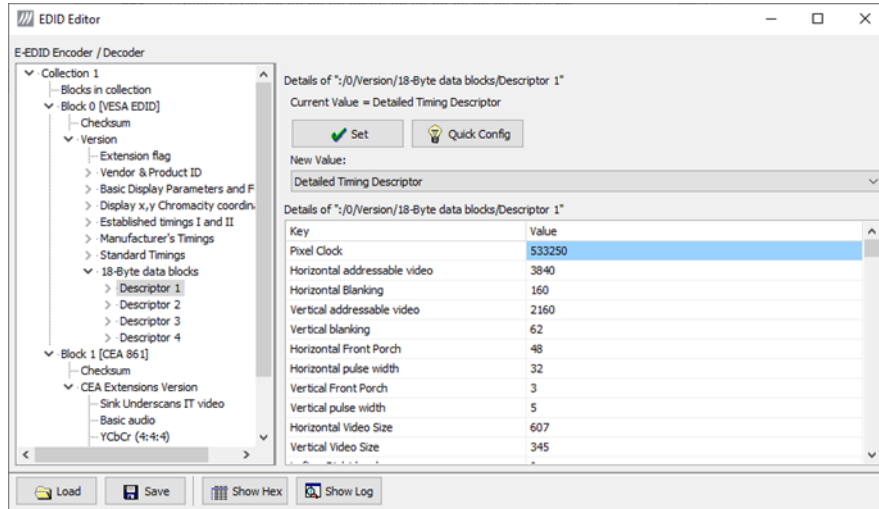 EDID Editor
E-EDID Encoder / Decoder
Collection 1
Blocks in collection
Block 0 [VESA EDID]
Checksum
Version
Extension flag
Vendor & Product ID
Basic Display Parameters and F
Display x,y Chromacity coordin
Established timings I and II
Manufacturer's Timings
Standard Timings
18-Byte data blocks
Descriptor 1
Descriptor 2
Descriptor 3
Descriptor 4
Block 1 [CEA 861]
Checksum
CEA Extensions Version
Sink Underscans IT video
Basic audio
YCbCr (4:4:4)
Details of ":/0/Version/18-Byte data blocks/Descriptor 1"
Current Value = Detailed Timing Descriptor
Set Quick Config
New Value:
Detailed Timing Descriptor
Details of ":/0/Version/18-Byte data blocks/Descriptor 1"
Key Value
Pixel Clock 533250
Horizontal addressable video 3840
Horizontal Blanking 160
Vertical addressable video 2160
Vertical blanking 62
Horizontal Front Porch 48
Horizontal pulse width 32
Vertical Front Porch 3
Vertical pulse width 5
Horizontal Video Size 607
Vertical Video Size 345
Load Save Show Hex Show Log